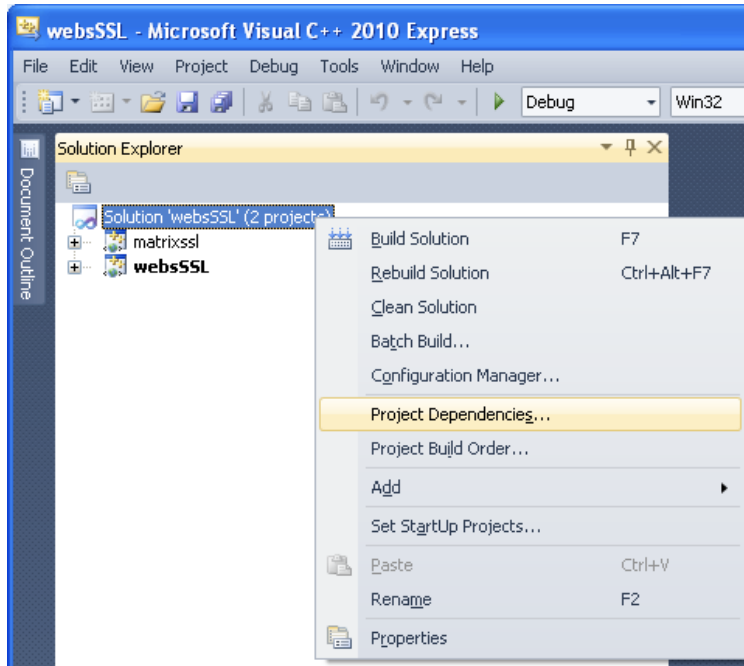 websSSL - Microsoft Visual C++ 2010 Express
File Edit View Project Debug Tools Window Help
Debug Win32
Document Outline
Solution Explorer
Solution 'websSSL' (2 projects)
matrixssl
websSSL
Build Solution F7
Rebuild Solution Ctrl+Alt+F7
Clean Solution
Batch Build...
Configuration Manager...
Project Dependencies...
Project Build Order...
Add
Set StartUp Projects...
Paste Ctrl+V
Rename F2
Properties